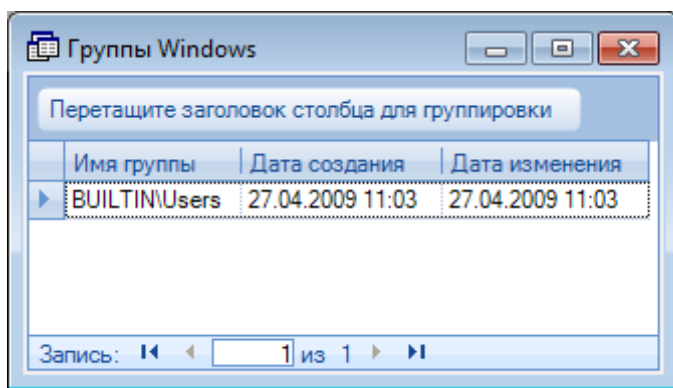 Группы Windows
Перетащите заголовок столбца для группировки
Имя группы Дата создания Дата изменения
BUILTIN\Users 27.04.2009 11:03 27.04.2009 11:03
Запись: 1 из 1